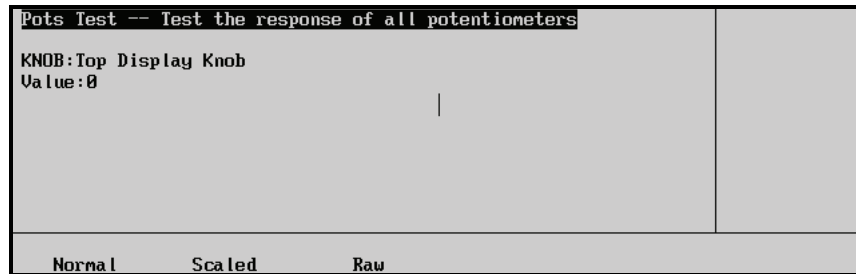 Pots Test -- Test the response of all potentiometers
KNOB:Top Display Knob
Value:0
Normal Scaled Raw